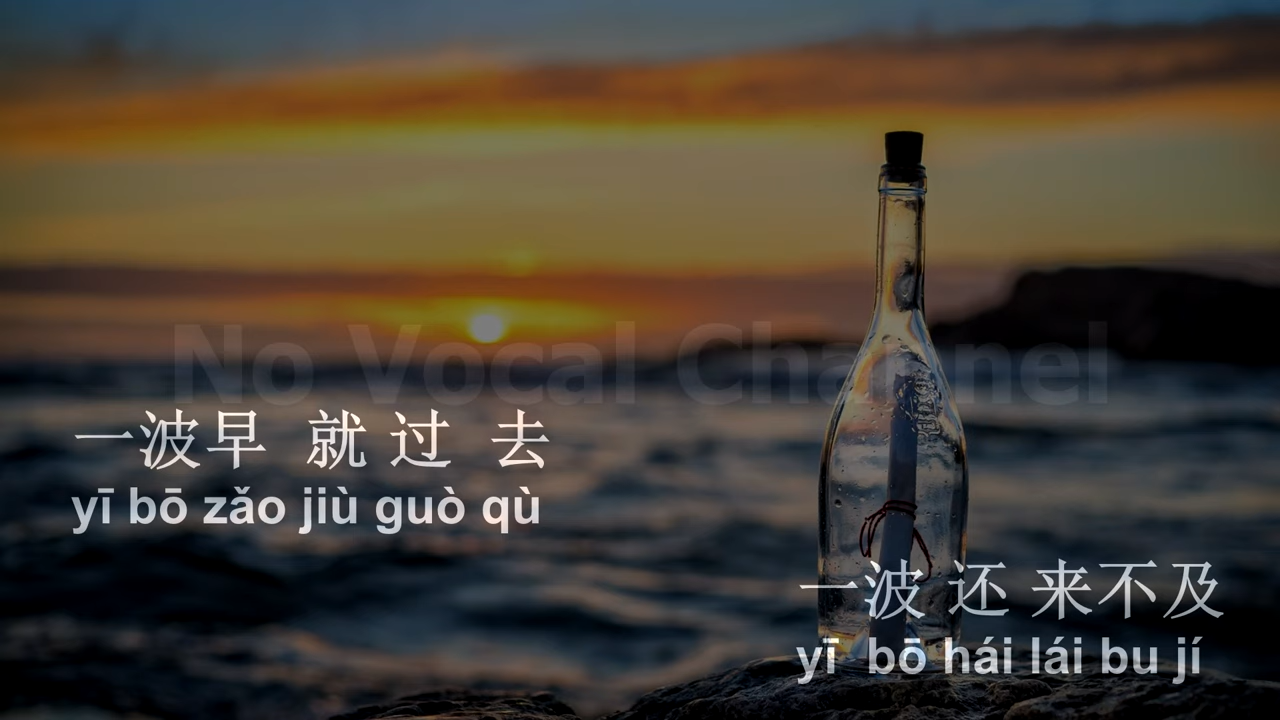 No Vocal Channel
一波早 就 过 去
yī bō zǎo jiù guò qù
一波 还 来不及
yī bō hái lái bu jí